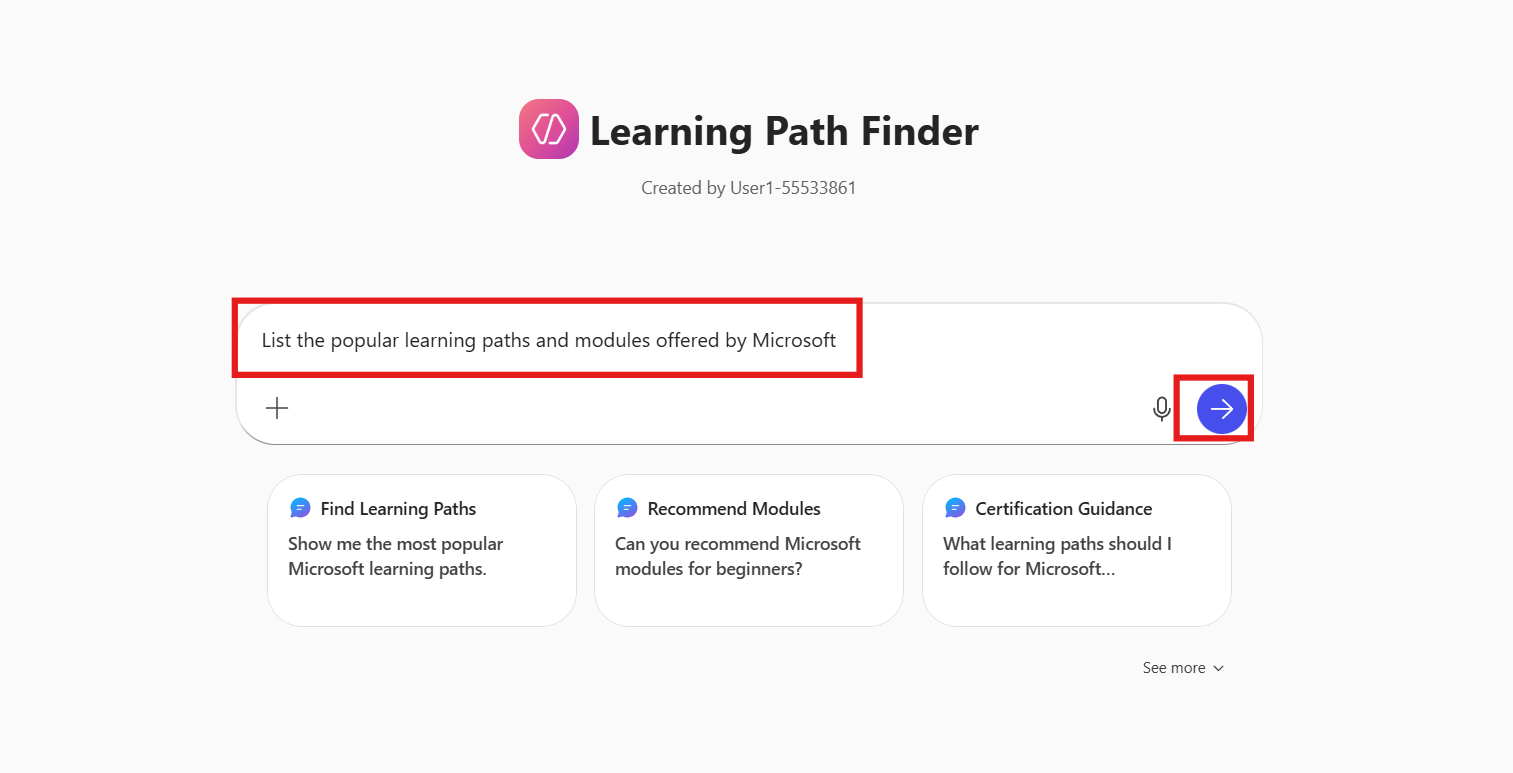 Learning Path Finder
Created by User1-55533861
List the popular learning paths and modules offered by Microsoft
Find Learning Paths
Show me the most popular
Microsoft learning paths.
Recommend Modules
Can you recommend Microsoft
modules for beginners?
Certification Guidance
What learning paths should I
follow for Microsoft...
See more